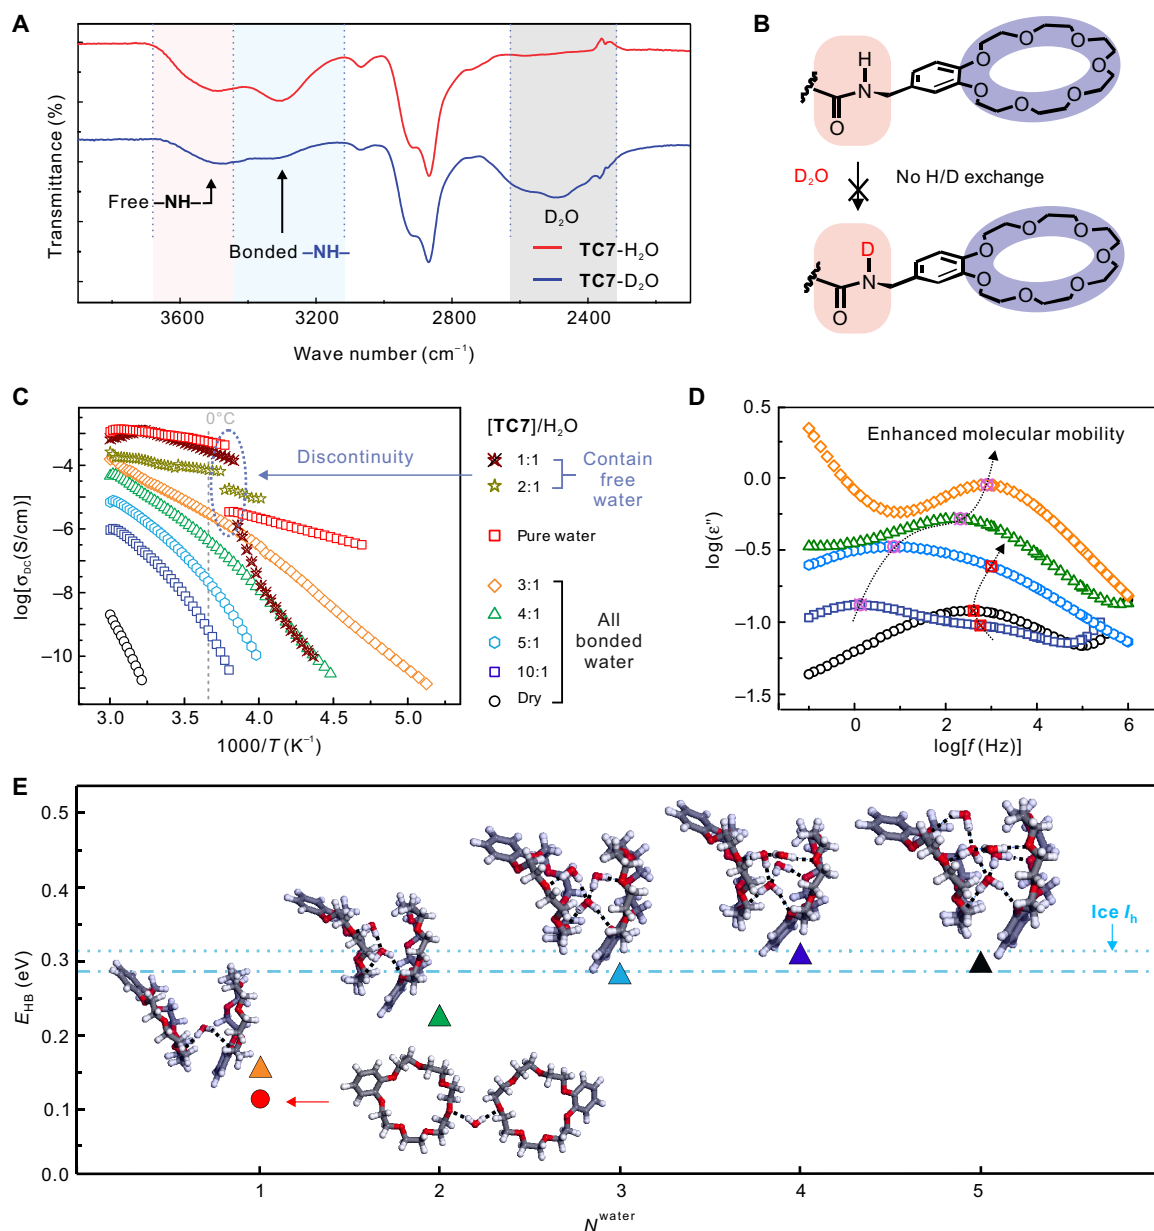 A
Transmittance (%)
Free –NH–
Bonded –NH–
D₂O
TC7-H₂O
TC7-D₂O
3600
3200
2800
2400
Wave number (cm⁻¹)
B
H
N
O
O
O
O
O
O
O
O
D₂O
No H/D exchange
D
N
O
O
O
O
O
O
O
O
C
0°C
Discontinuity
log[σDC(S/cm)]
−4
−6
−8
−10
3.0
3.5
4.0
4.5
5.0
1000/T (K⁻¹)
[TC7]/H₂O
1:1
2:1
Contain
free
water
Pure water
3:1
4:1
5:1
10:1
Dry
All
bonded
water
D
Enhanced molecular mobility
log(ε″)
0.5
0.0
−0.5
−1.0
−1.5
0
2
4
6
log[f (Hz)]
E
EHB (eV)
0.5
0.4
0.3
0.2
0.1
0.0
Ice Ih
1
2
3
4
5
Nwater